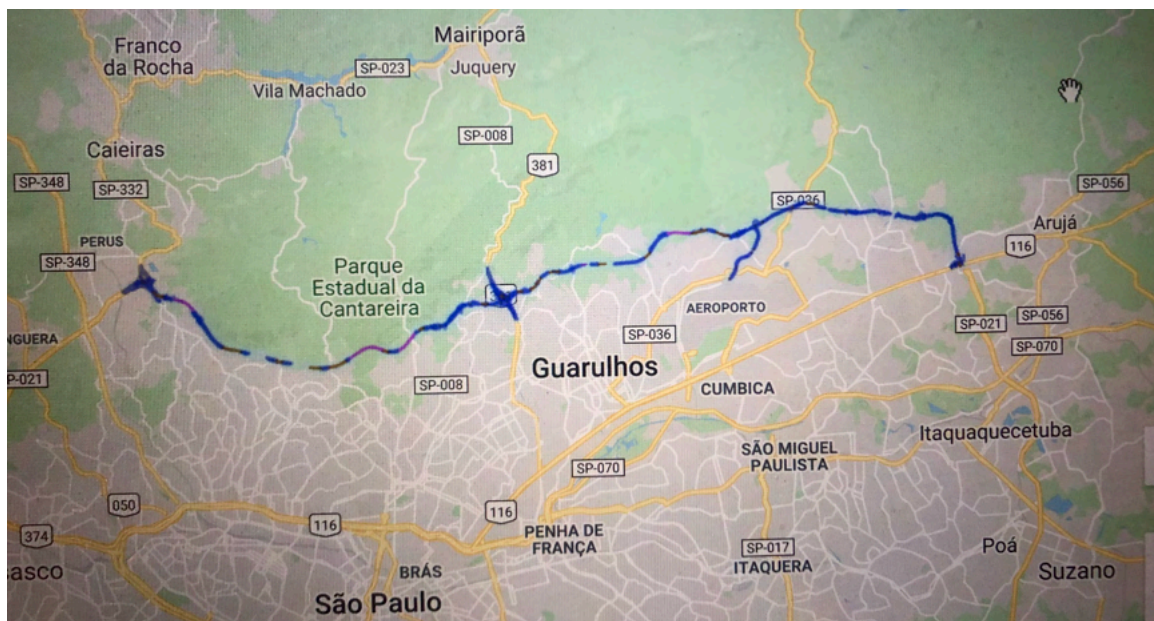 Mairiporã
Franco
da Rocha
SP-023
Juquery
Vila Machado
SP-008
Caieiras
381
SP-348
SP-332
SP-056
SP-036
Arujá
PERUS
116
SP-348
Parque
Estadual da
Cantareira
AEROPORTO
SP-036
SP-021
SP-056
NGUERA
SP-070
Guarulhos
P-021
SP-008
CUMBICA
Itaquaquecetuba
SÃO MIGUEL
PAULISTA
SP-070
050
116
116
374
PENHA DE
FRANÇA
SP-017
ITAQUERA
Poá
asco
BRÁS
Suzano
São Paulo